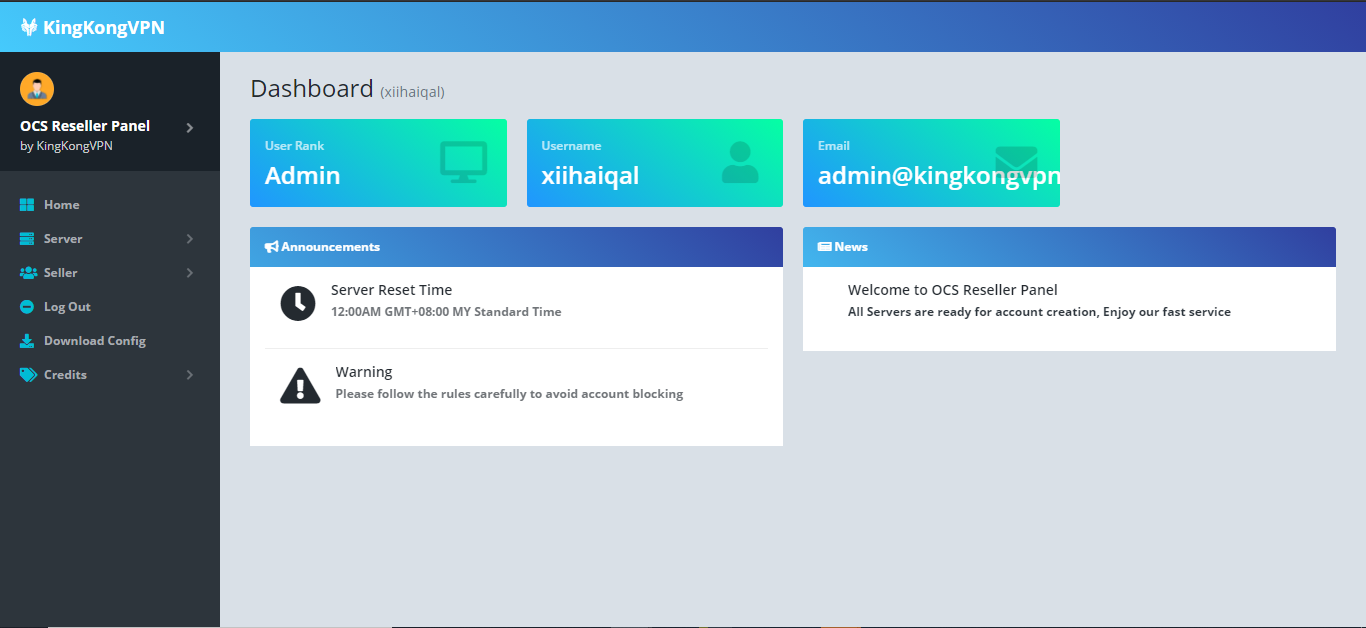 KingKongVPN
OCS Reseller Panel
by KingKongVPN
Home
Server
Seller
Log Out
Download Config
Credits
Dashboard (xiihaiqal)
User Rank
Admin
Username
xiihaiqal
Email
admin@kingkongvpn
Announcements
Server Reset Time
12:00AM GMT+08:00 MY Standard Time
Warning
Please follow the rules carefully to avoid account blocking
News
Welcome to OCS Reseller Panel
All Servers are ready for account creation, Enjoy our fast service